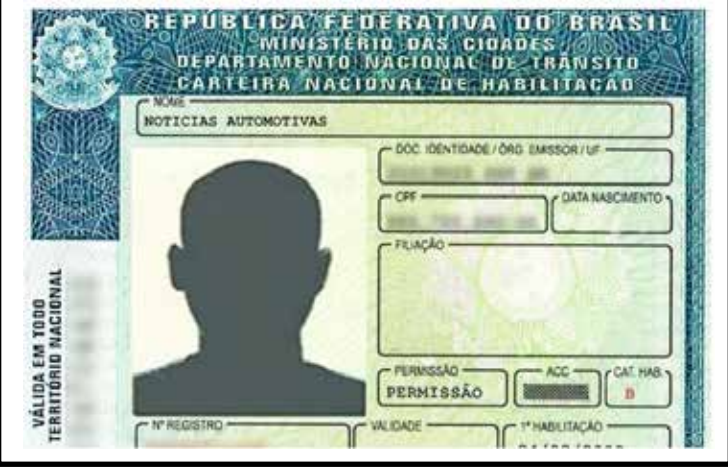 REPÚBLICA FEDERATIVA DO BRASIL
MINISTÉRIO DAS CIDADES
DEPARTAMENTO NACIONAL DE TRÂNSITO
CARTEIRA NACIONAL DE HABILITAÇÃO
NOME
NOTICIAS AUTOMOTIVAS
DOC. IDENTIDADE / ÓRG. EMISSOR / UF
CPF
DATA NASCIMENTO
FILIAÇÃO
PERMISSÃO
ACC
CAT. HAB.
PERMISSÃO
B
Nº REGISTRO
VALIDADE
1ª HABILITAÇÃO
VÁLIDA EM TODO
TERRITÓRIO NACIONAL